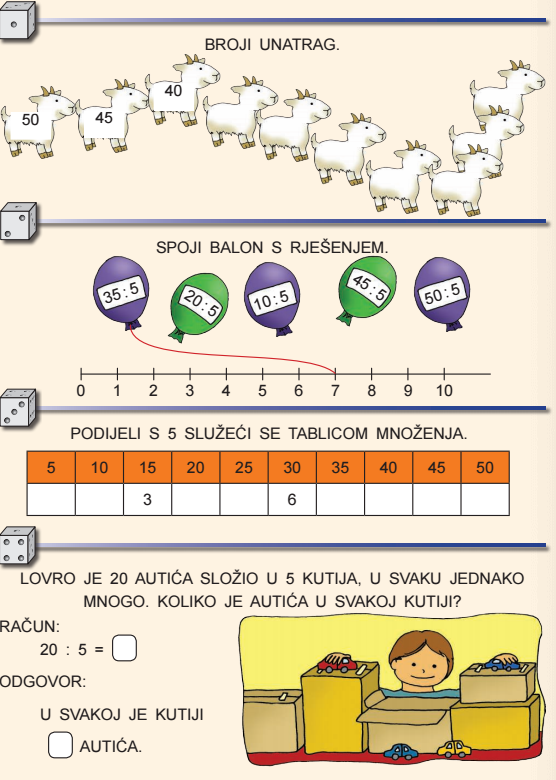 BROJI UNATRAG.
50 45 40
SPOJI BALON S RJEŠENJEM.
35:5 20:5 10:5 45:5 50:5
0 1 2 3 4 5 6 7 8 9 10
PODIJELI S 5 SLUŽEĆI SE TABLICOM MNOŽENJA.
5 10 15 20 25 30 35 40 45 50
3 6
LOVRO JE 20 AUTIĆA SLOŽIO U 5 KUTIJA, U SVAKU JEDNAKO
MNOGO. KOLIKO JE AUTIĆA U SVAKOJ KUTIJI?
RAČUN:
20 : 5 =
ODGOVOR:
U SVAKOJ JE KUTIJI
AUTIĆA.